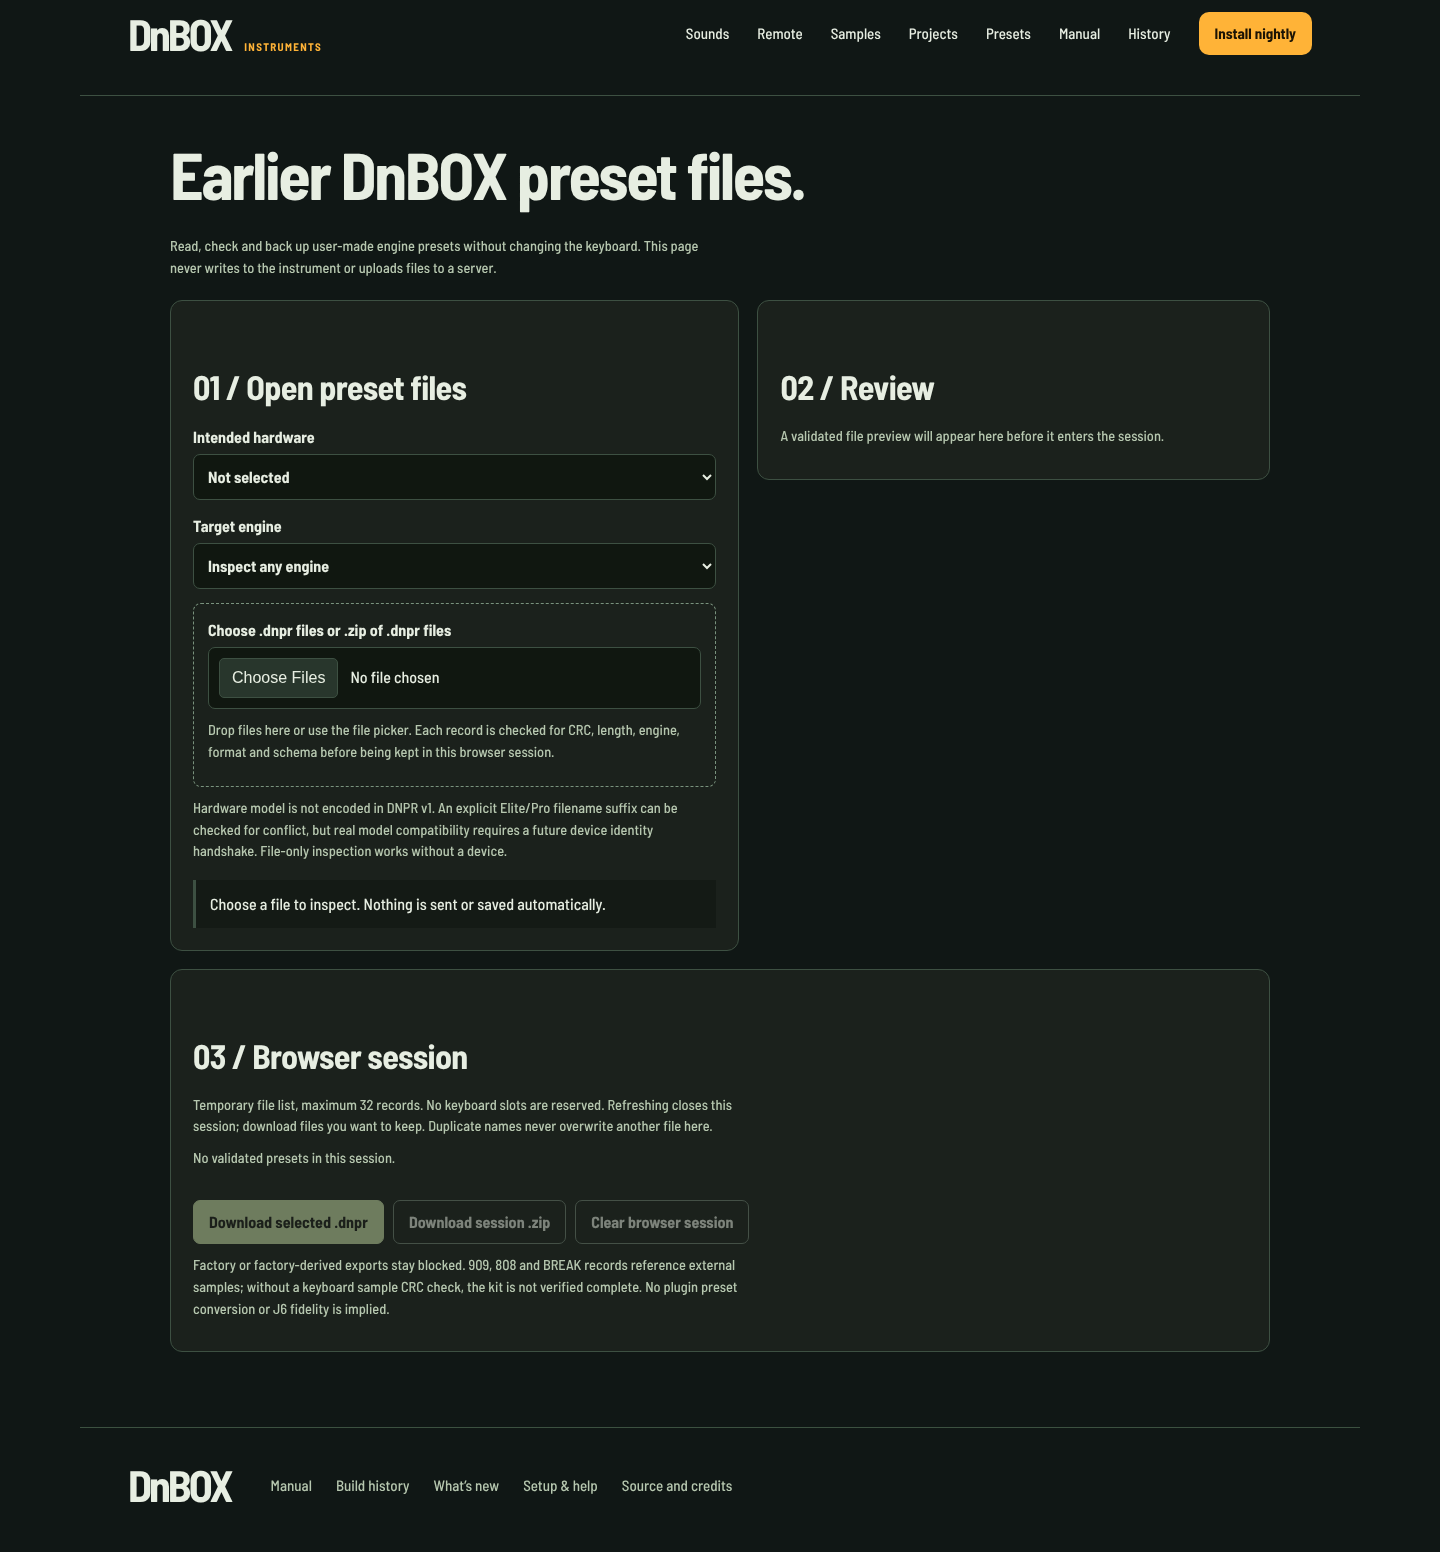 DnBOX INSTRUMENTS
Sounds Remote Samples Projects Presets Manual History Install nightly
Earlier DnBOX preset files.
Read, check and back up user-made engine presets without changing the keyboard. This page
never writes to the instrument or uploads files to a server.
01 / Open preset files
Intended hardware
Not selected
Target engine
Inspect any engine
Choose .dnpr files or .zip of .dnpr files
Choose Files No file chosen
Drop files here or use the file picker. Each record is checked for CRC, length, engine,
format and schema before being kept in this browser session.
Hardware model is not encoded in DNPR v1. An explicit Elite/Pro filename suffix can be
checked for conflict, but real model compatibility requires a future device identity
handshake. File-only inspection works without a device.
Choose a file to inspect. Nothing is sent or saved automatically.
02 / Review
A validated file preview will appear here before it enters the session.
03 / Browser session
Temporary file list, maximum 32 records. No keyboard slots are reserved. Refreshing closes this
session; download files you want to keep. Duplicate names never overwrite another file here.
No validated presets in this session.
Download selected .dnpr Download session .zip Clear browser session
Factory or factory-derived exports stay blocked. 909, 808 and BREAK records reference external
samples; without a keyboard sample CRC check, the kit is not verified complete. No plugin preset
conversion or J6 fidelity is implied.
DnBOX Manual Build history What's new Setup & help Source and credits